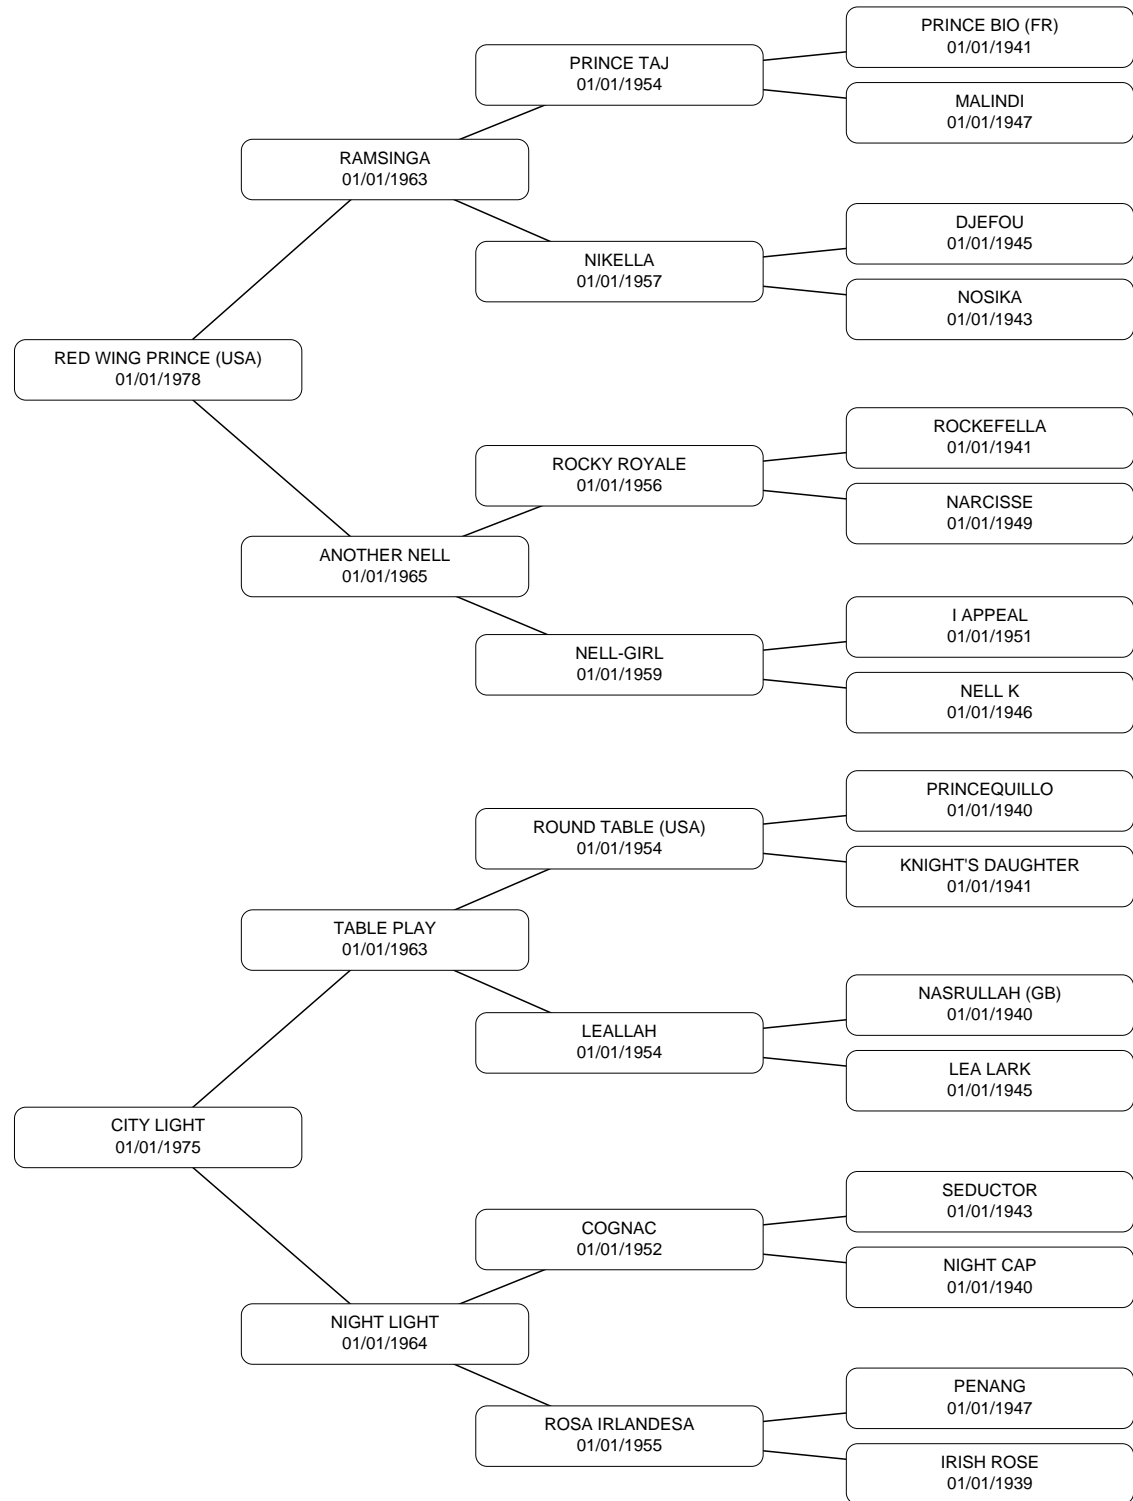 PRINCE BIO (FR)
01/01/1941
PRINCE TAJ
01/01/1954
MALINDI
01/01/1947
RAMSINGA
01/01/1963
DJEFOU
01/01/1945
NIKELLA
01/01/1957
NOSIKA
01/01/1943
RED WING PRINCE (USA)
01/01/1978
ROCKEFELLA
01/01/1941
ROCKY ROYALE
01/01/1956
NARCISSE
01/01/1949
ANOTHER NELL
01/01/1965
I APPEAL
01/01/1951
NELL-GIRL
01/01/1959
NELL K
01/01/1946
PRINCEQUILLO
01/01/1940
ROUND TABLE (USA)
01/01/1954
KNIGHT'S DAUGHTER
01/01/1941
TABLE PLAY
01/01/1963
NASRULLAH (GB)
01/01/1940
LEALLAH
01/01/1954
LEA LARK
01/01/1945
CITY LIGHT
01/01/1975
SEDUCTOR
01/01/1943
COGNAC
01/01/1952
NIGHT CAP
01/01/1940
NIGHT LIGHT
01/01/1964
PENANG
01/01/1947
ROSA IRLANDESA
01/01/1955
IRISH ROSE
01/01/1939